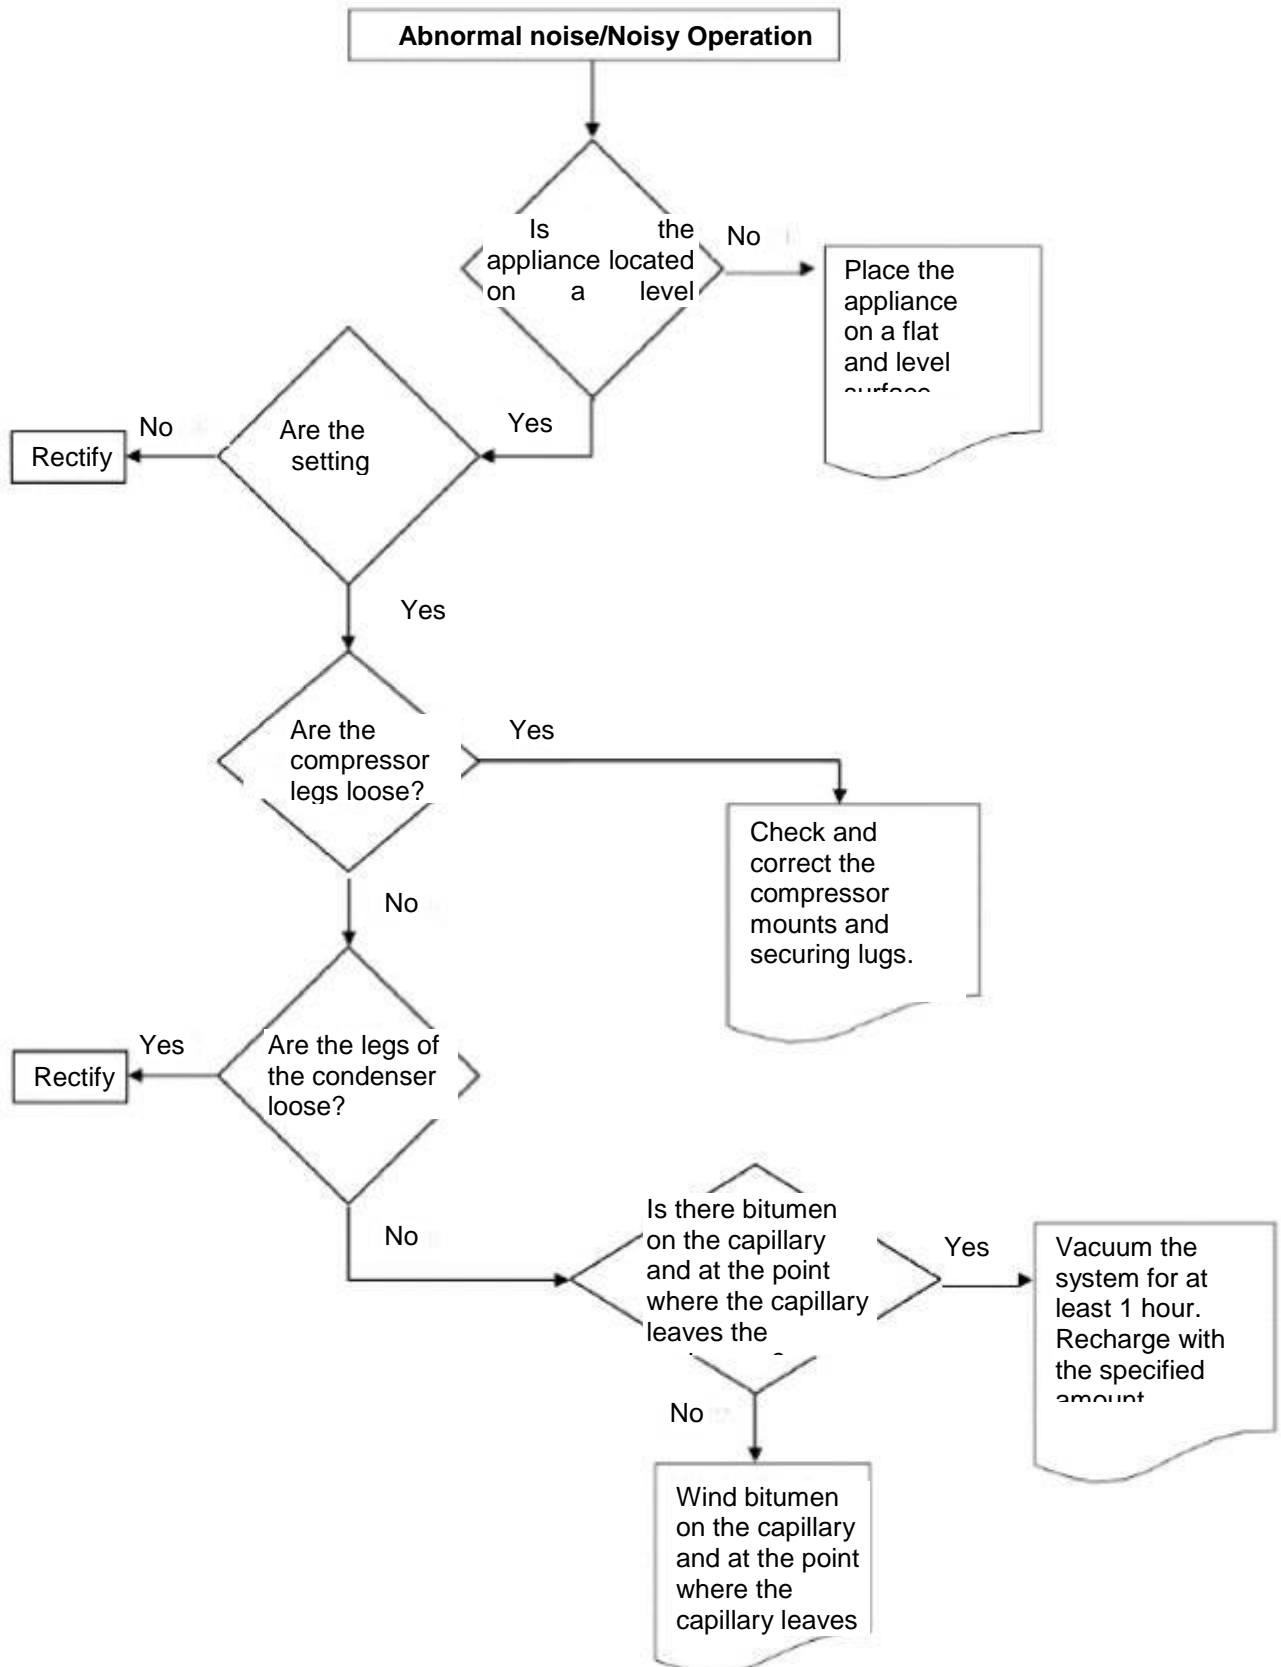 Abnormal noise/Noisy Operation
Is the
appliance located
on a level
No
Place the
appliance
on a flat
and level
surface
Yes
Are the
setting
No
Rectify
Yes
Are the
compressor
legs loose?
Yes
Check and
correct the
compressor
mounts and
securing lugs.
No
Are the legs of
the condenser
loose?
Yes
Rectify
No
Is there bitumen
on the capillary
and at the point
where the capillary
leaves the
Yes
Vacuum the
system for at
least 1 hour.
Recharge with
the specified
amount
No
Wind bitumen
on the capillary
and at the point
where the
capillary leaves